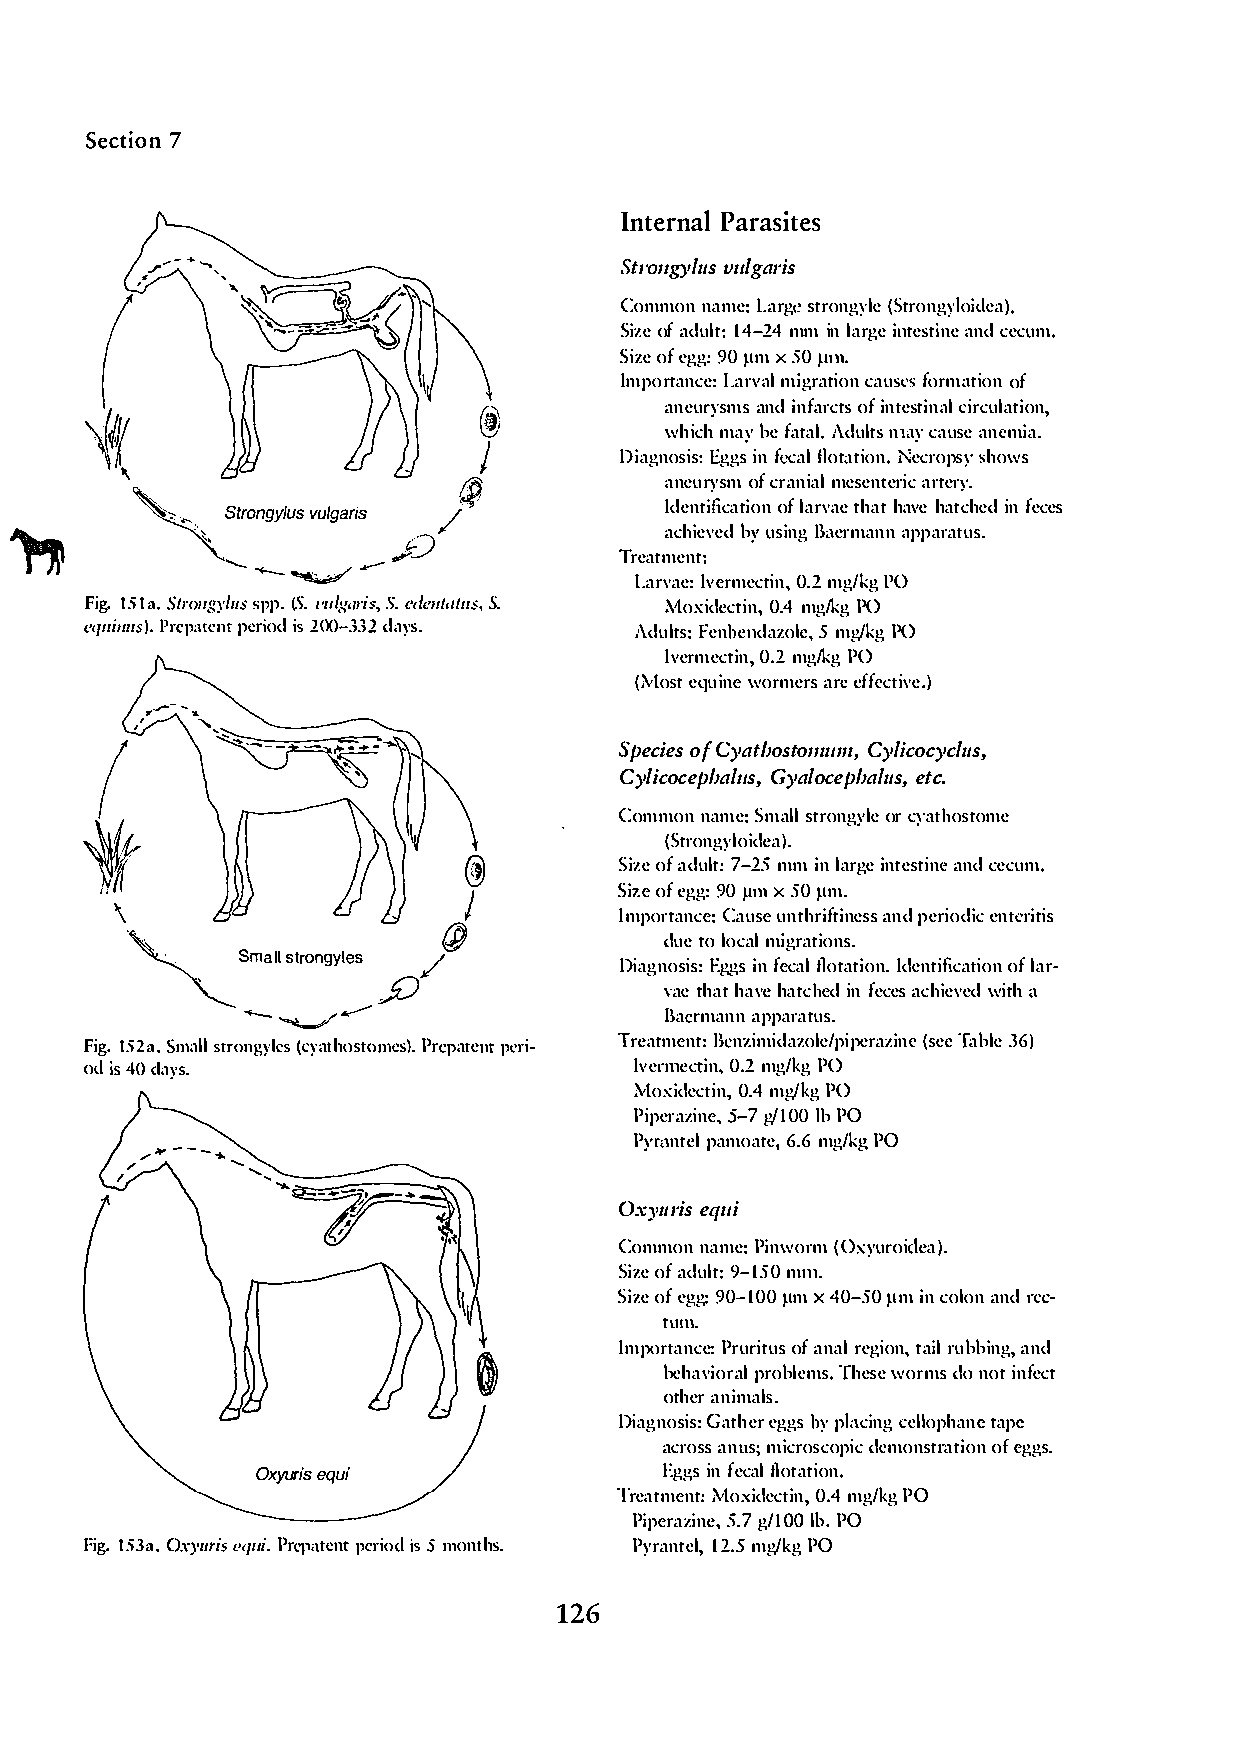 Section 7
Strongylus vulgaris
Fig. 151a. Strongylus spp. (S. vulgaris, S. edentatus, S.
equinus). Prepatent period is 200–332 days.
Small strongyles
Fig. 152a. Small strongyles (cyathostomes). Prepatent peri-
od is 40 days.
Oxyuris equi
Fig. 153a. Oxyuris equi. Prepatent period is 5 months.
Internal Parasites
Strongylus vulgaris
Common name: Large strongyle (Strongyloidea).
Size of adult: 14–24 mm in large intestine and cecum.
Size of egg: 90 µm × 50 µm.
Importance: Larval migration causes formation of
aneurysms and infarcts of intestinal circulation,
which may be fatal. Adults may cause anemia.
Diagnosis: Eggs in fecal flotation. Necropsy shows
aneurysm of cranial mesenteric artery.
Identification of larvae that have hatched in feces
achieved by using Baermann apparatus.
Treatment:
Larvae: Ivermectin, 0.2 mg/kg PO
Moxidectin, 0.4 mg/kg PO
Adults: Fenbendazole, 5 mg/kg PO
Ivermectin, 0.2 mg/kg PO
(Most equine wormers are effective.)
Species of Cyathostomum, Cylicocyclus,
Cylicocephalus, Gyalocephalus, etc.
Common name: Small strongyle or cyathostome
(Strongyloidea).
Size of adult: 7–25 mm in large intestine and cecum.
Size of egg: 90 µm × 50 µm.
Importance: Cause unthriftiness and periodic enteritis
due to local migrations.
Diagnosis: Eggs in fecal flotation. Identification of lar-
vae that have hatched in feces achieved with a
Baermann apparatus.
Treatment: Benzimidazole/piperazine (see Table 36)
Ivermectin, 0.2 mg/kg PO
Moxidectin, 0.4 mg/kg PO
Piperazine, 5–7 g/100 lb PO
Pyrantel pamoate, 6.6 mg/kg PO
Oxyuris equi
Common name: Pinworm (Oxyuroidea).
Size of adult: 9–150 mm.
Size of egg: 90–100 µm × 40–50 µm in colon and rec-
tum.
Importance: Pruritus of anal region, tail rubbing, and
behavioral problems. These worms do not infect
other animals.
Diagnosis: Gather eggs by placing cellophane tape
across anus; microscopic demonstration of eggs.
Eggs in fecal flotation.
Treatment: Moxidectin, 0.4 mg/kg PO
Piperazine, 5.7 g/100 lb. PO
Pyrantel, 12.5 mg/kg PO
126